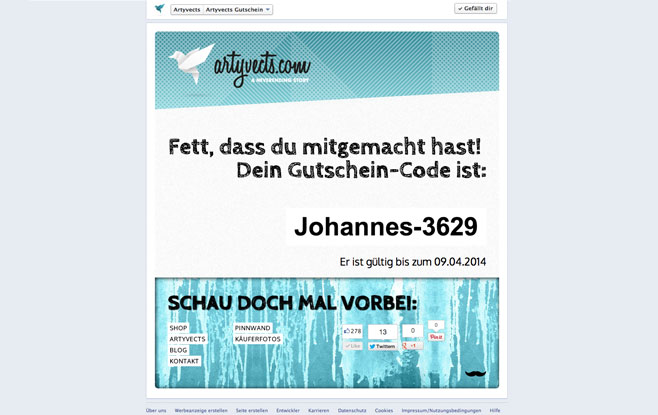 Artyvects Artyvects Gutschein
✓ Gefällt dir
artyvects.com
A NEVERENDING STORY
Fett, dass du mitgemacht hast!
Dein Gutschein-Code ist:
Johannes-3629
Er ist gültig bis zum 09.04.2014
SCHAU DOCH MAL VORBEI:
SHOP
ARTYVECTS
BLOG
KONTAKT
PINNWAND
KÄUFERFOTOS
278
Like
13
Twittern
0
+1
0
Pin it
Über uns Werbeanzeige erstellen Seite erstellen Entwickler Karrieren Datenschutz Cookies Impressum/Nutzungsbedingungen Hilfe